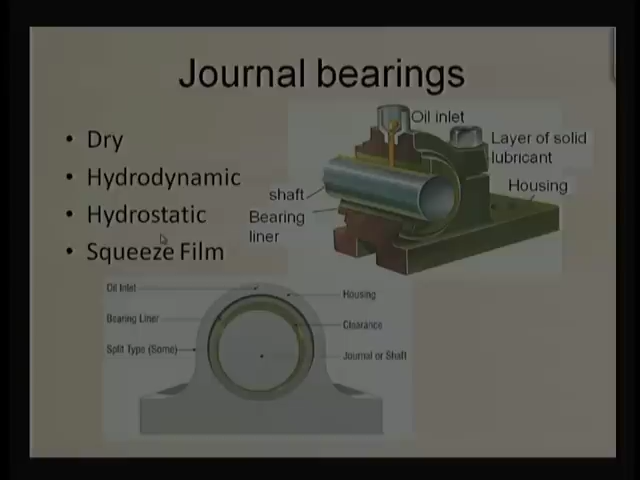 Journal bearings
• Dry
• Hydrodynamic
• Hydrostatic
• Squeeze Film
Oil inlet
Layer of solid
lubricant
Housing
shaft
Bearing
liner
Oil Inlet
Housing
Bearing Liner
Clearance
Split Type (Some)
Journal or Shaft